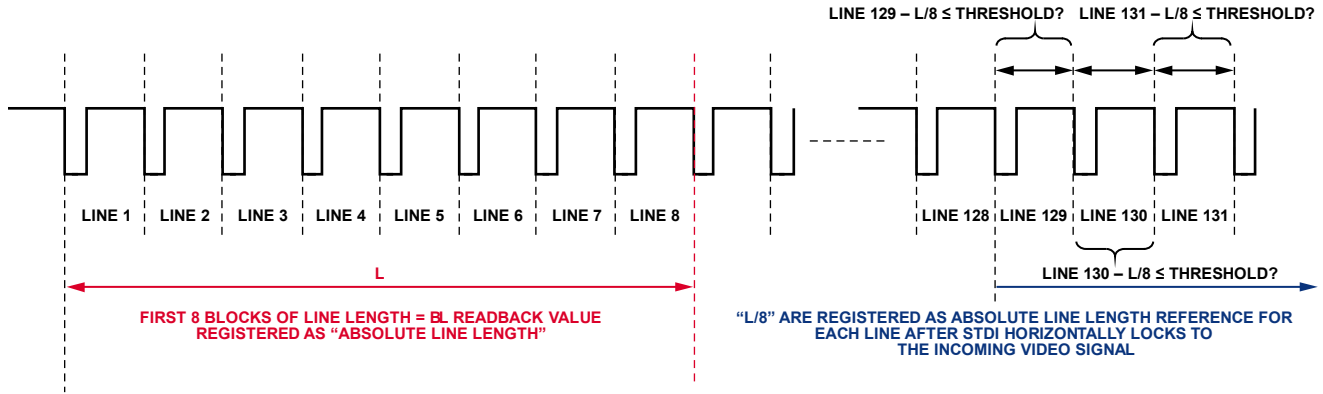 LINE 129 – L/8 ≤ THRESHOLD? LINE 131 – L/8 ≤ THRESHOLD?
LINE 1 LINE 2 LINE 3 LINE 4 LINE 5 LINE 6 LINE 7 LINE 8 LINE 128 LINE 129 LINE 130 LINE 131
L
LINE 130 – L/8 ≤ THRESHOLD?
FIRST 8 BLOCKS OF LINE LENGTH = BL READBACK VALUE
REGISTERED AS “ABSOLUTE LINE LENGTH”
“L/8” ARE REGISTERED AS ABSOLUTE LINE LENGTH REFERENCE FOR
EACH LINE AFTER STDI HORIZONTALLY LOCKS TO
THE INCOMING VIDEO SIGNAL